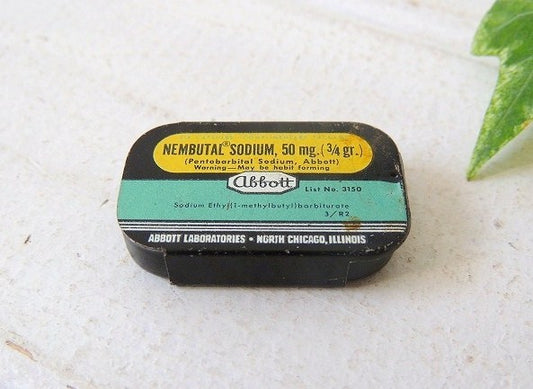 NEMBUTAL® SODIUM, 50 mg. (3/4 gr.)
(Pentobarbital Sodium, Abbott)
Warning—May be habit forming
abbott
List No. 3150
Sodium Ethyl(1-methylbutyl)barbiturate
3/R2
ABBOTT LABORATORIES • NORTH CHICAGO, ILLINOIS